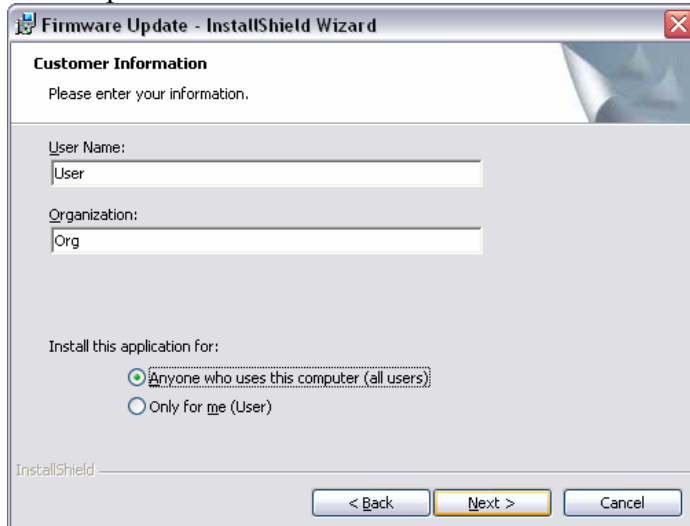 Firmware Update - InstallShield Wizard
Customer Information
Please enter your information.
User Name:
User
Organization:
Org
Install this application for:
Anyone who uses this computer (all users)
Only for me (User)
InstallShield
< Back Next > Cancel